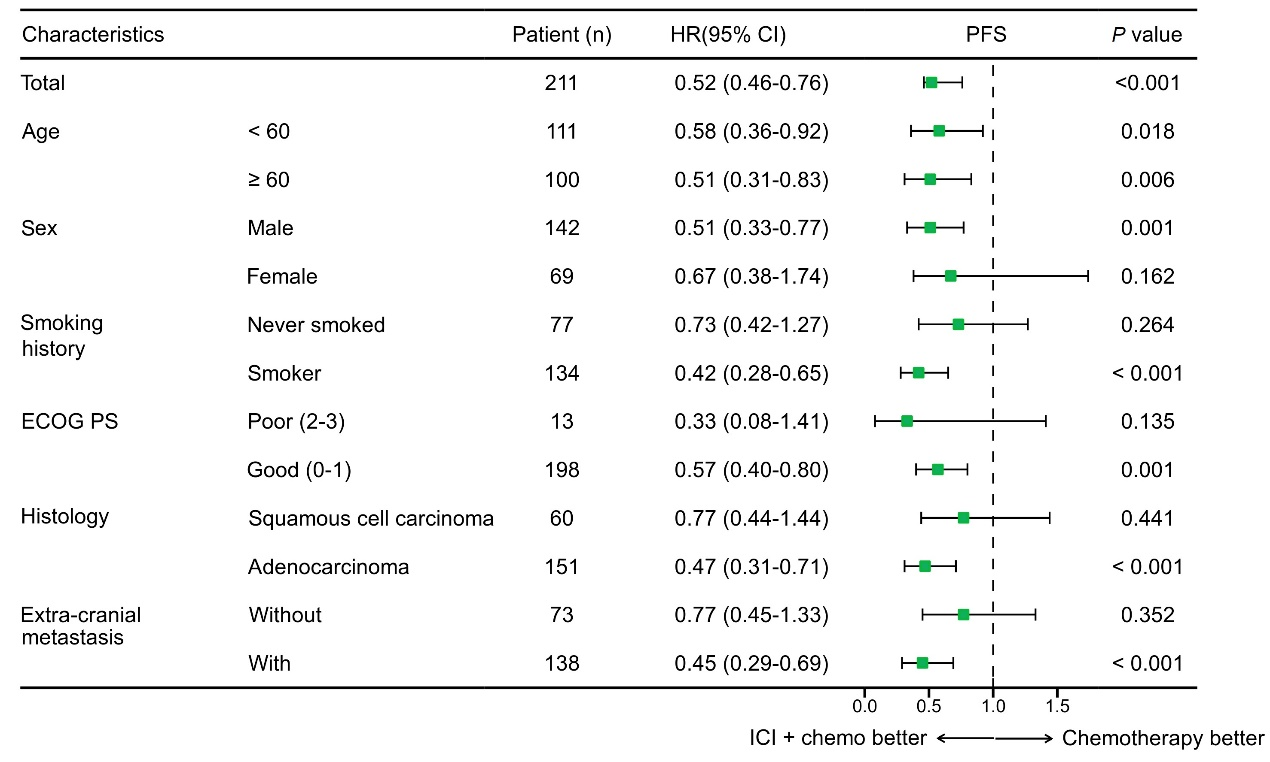 Characteristics Patient (n) HR(95% CI) PFS P value
Total 211 0.52 (0.46-0.76) <0.001
Age < 60 111 0.58 (0.36-0.92) 0.018
≥ 60 100 0.51 (0.31-0.83) 0.006
Sex Male 142 0.51 (0.33-0.77) 0.001
Female 69 0.67 (0.38-1.74) 0.162
Smoking history Never smoked 77 0.73 (0.42-1.27) 0.264
Smoker 134 0.42 (0.28-0.65) < 0.001
ECOG PS Poor (2-3) 13 0.33 (0.08-1.41) 0.135
Good (0-1) 198 0.57 (0.40-0.80) 0.001
Histology Squamous cell carcinoma 60 0.77 (0.44-1.44) 0.441
Adenocarcinoma 151 0.47 (0.31-0.71) < 0.001
Extra-cranial metastasis Without 73 0.77 (0.45-1.33) 0.352
With 138 0.45 (0.29-0.69) < 0.001
0.0 0.5 1.0 1.5
ICI + chemo better Chemotherapy better